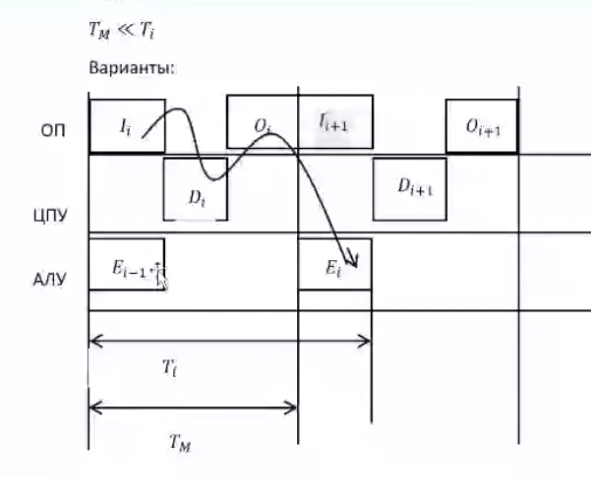 T_M ≪ T_i
Варианты:
ОП I_i O_i I_{i+1} O_{i+1}
ЦПУ D_i D_{i+1}
АЛУ E_{i-1} E_i
T_i
T_M